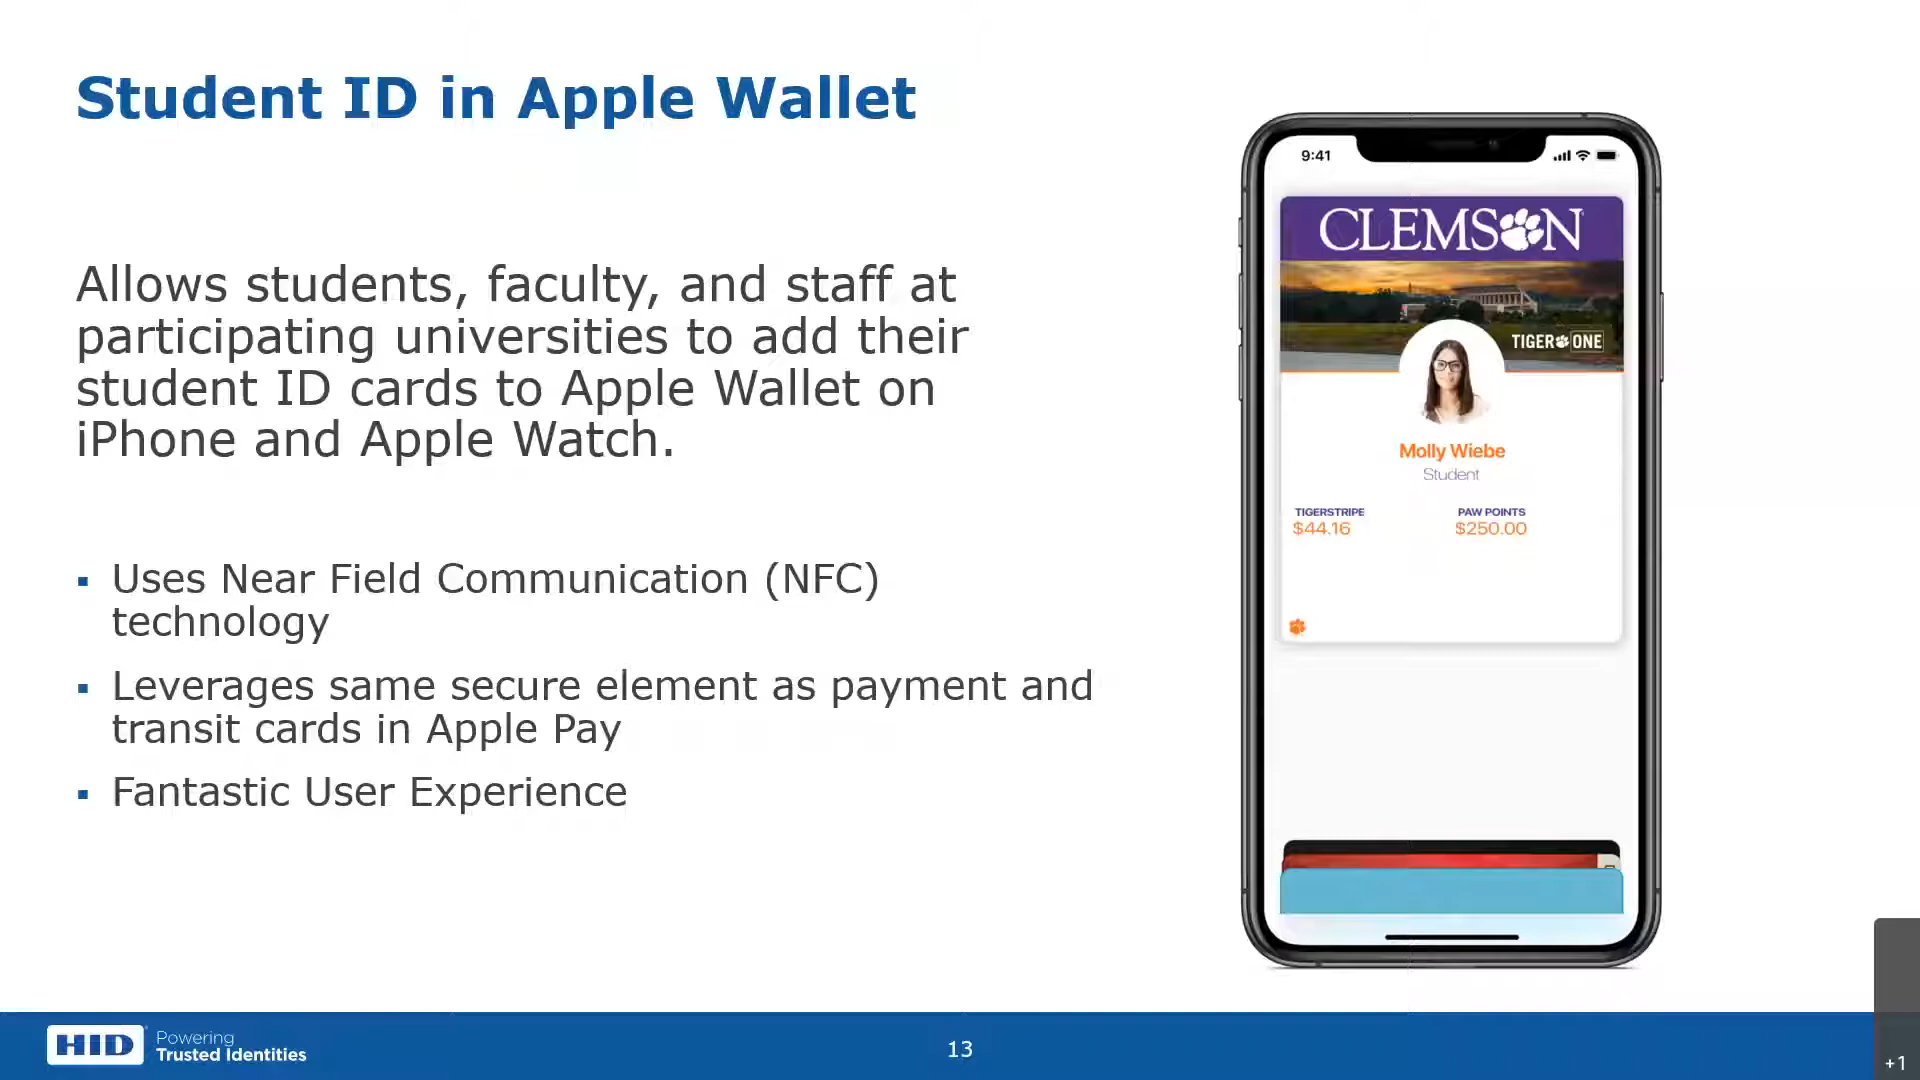 Student ID in Apple Wallet
Allows students, faculty, and staff at
participating universities to add their
student ID cards to Apple Wallet on
iPhone and Apple Watch.
▪ Uses Near Field Communication (NFC)
technology
▪ Leverages same secure element as payment and
transit cards in Apple Pay
▪ Fantastic User Experience
9:41
CLEMSON
TIGER ONE
Molly Wiebe
Student
TIGERSTRIPE PAW POINTS
$44.16 $250.00
HID
Powering
Trusted Identities
13
+1